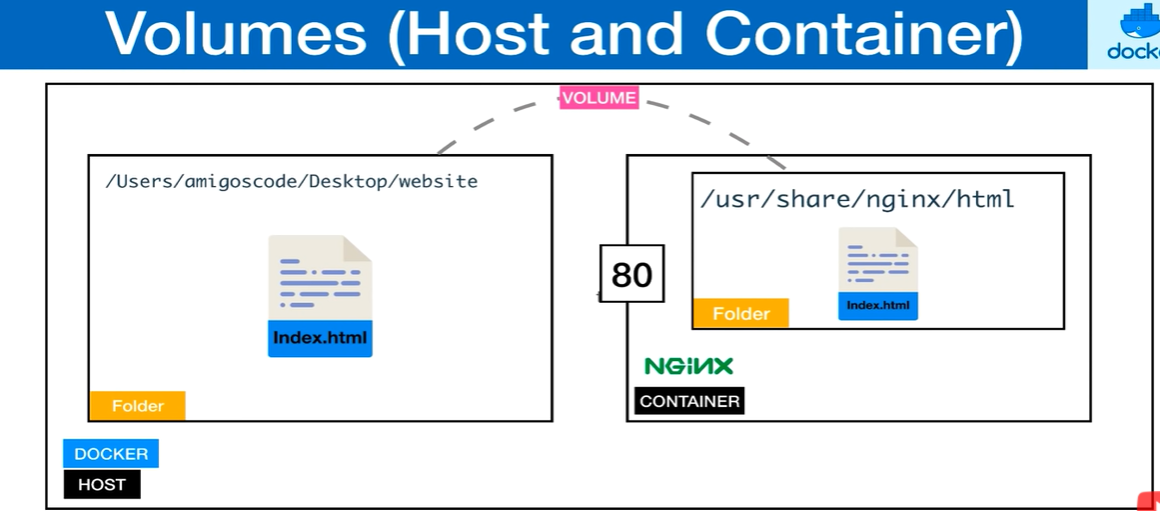 Volumes (Host and Container)
VOLUME
/Users/amigoscode/Desktop/website
Index.html
Folder
80
/usr/share/nginx/html
Index.html
Folder
NGINX
CONTAINER
DOCKER
HOST